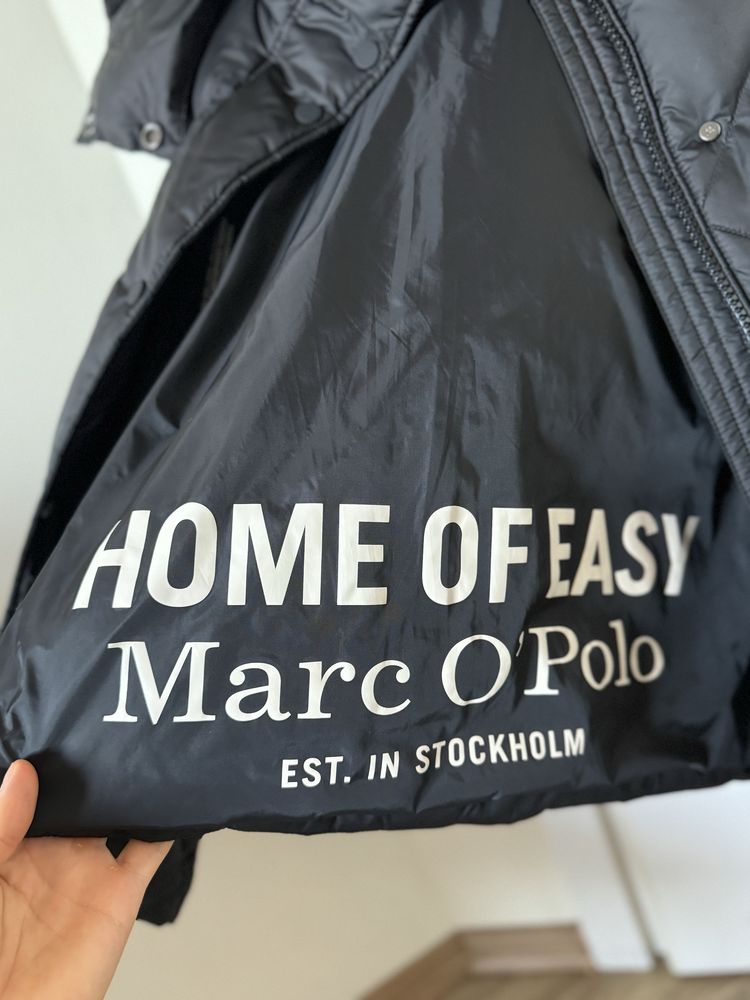 HOME OF EASY
Marc O'Polo
EST. IN STOCKHOLM